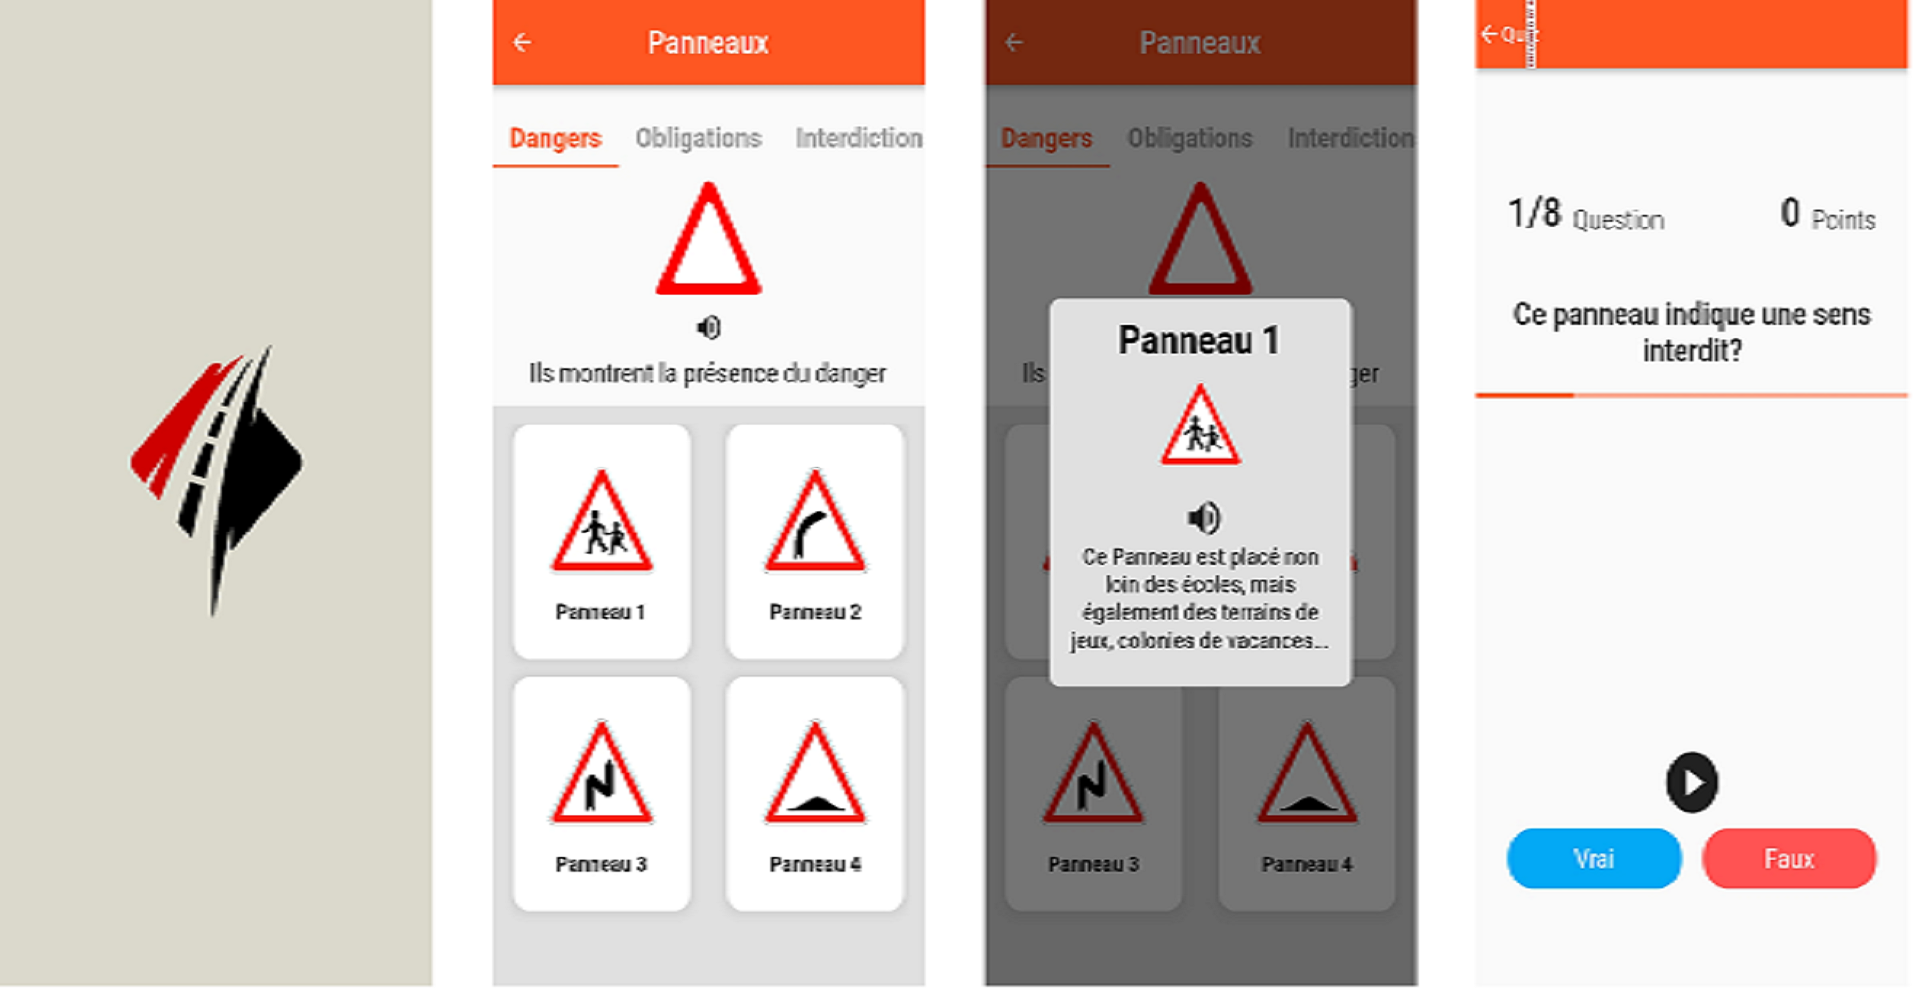 Panneaux
Dangers Obligations Interdiction
Ils montrent la présence du danger
Panneau 1 Panneau 2
Panneau 3 Panneau 4
Panneaux
Dangers Obligations Interdiction
Ils ger
Panneau 1
Ce Panneau est placé non
loin des écoles, mais
également des terrains de
jeux, colonies de vacances...
Panneau 3 Panneau 4
1/8 Question 0 Points
Ce panneau indique une sens
interdit?
Vrai Faux